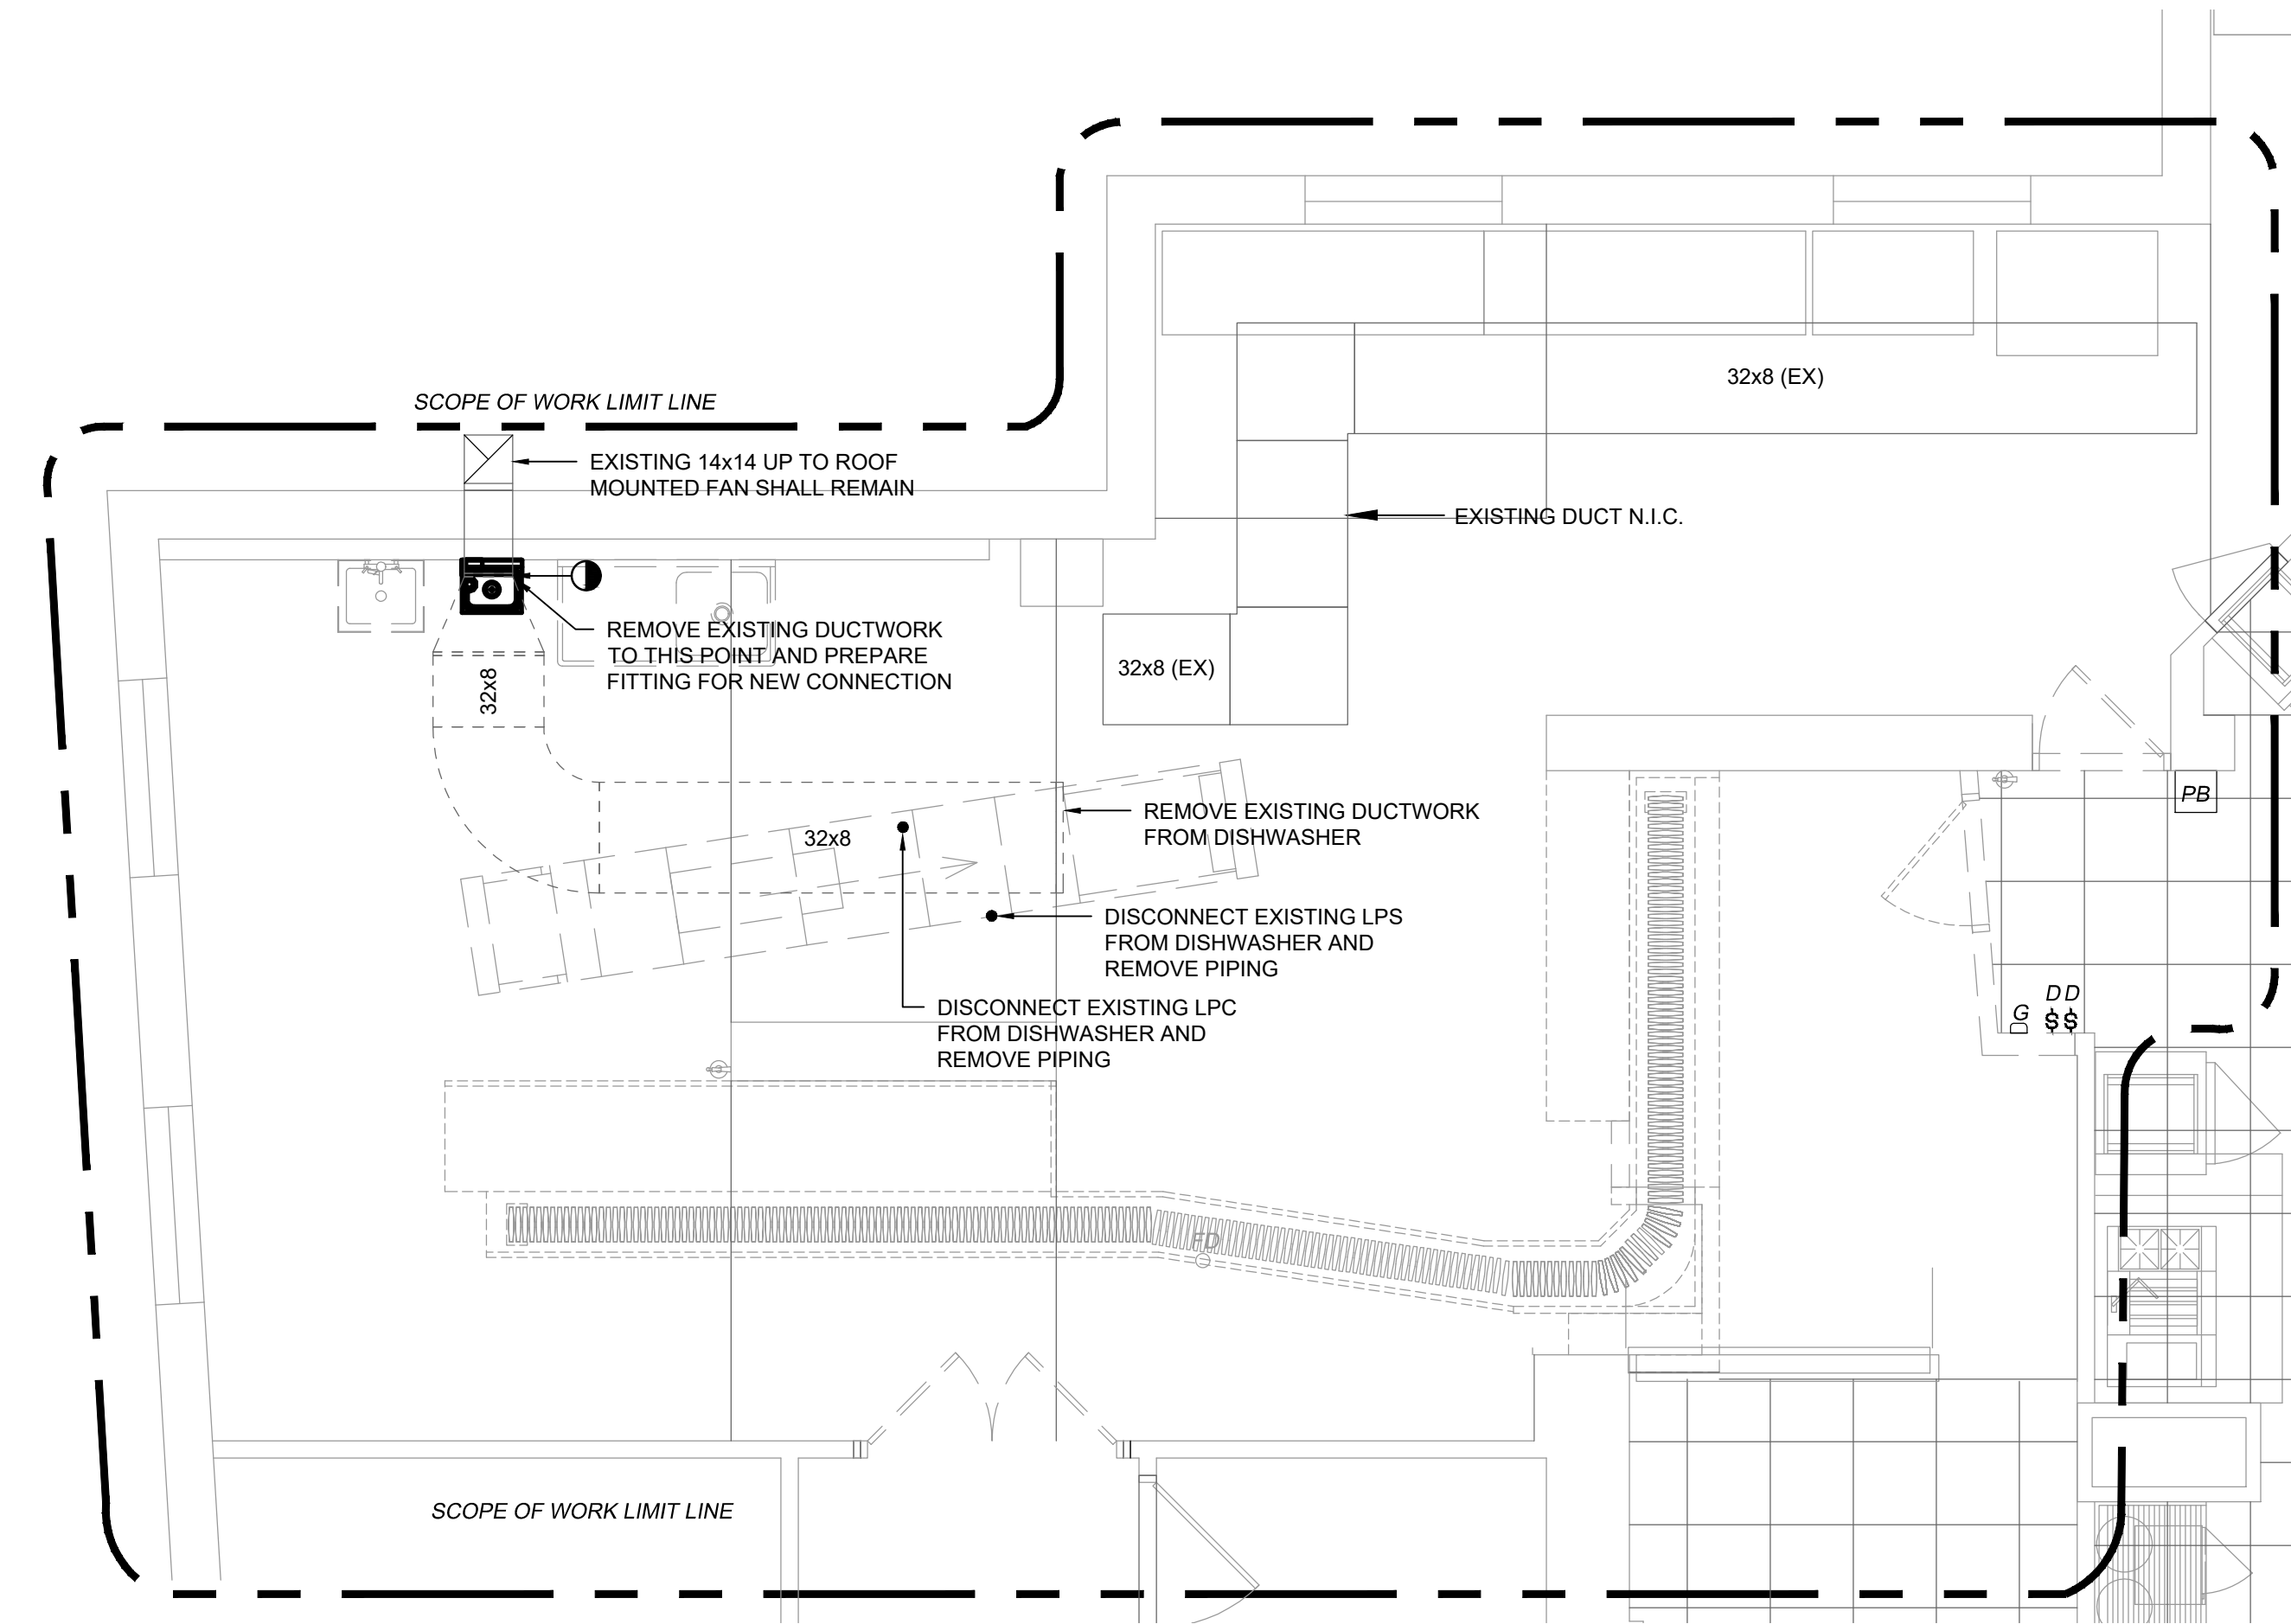 32x8 (EX)
SCOPE OF WORK LIMIT LINE
EXISTING 14x14 UP TO ROOF
MOUNTED FAN SHALL REMAIN
EXISTING DUCT N.I.C.
REMOVE EXISTING DUCTWORK
TO THIS POINT AND PREPARE
FITTING FOR NEW CONNECTION
32x8 (EX)
32x8
PB
REMOVE EXISTING DUCTWORK
FROM DISHWASHER
32x8
DISCONNECT EXISTING LPS
FROM DISHWASHER AND
REMOVE PIPING
DISCONNECT EXISTING LPC
FROM DISHWASHER AND
REMOVE PIPING
D D
G
$ $
FD
SCOPE OF WORK LIMIT LINE